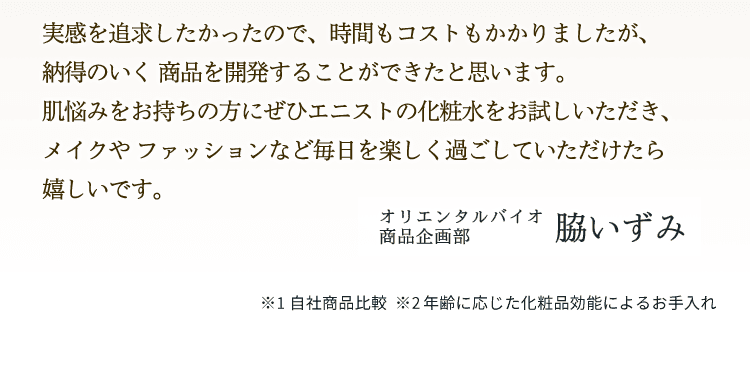 実感を追求したかったので、時間もコストもかかりましたが、
納得のいく 商品を開発することができたと思います。
肌悩みをお持ちの方にぜひエニストの化粧水をお試しいただき、
メイクや ファッションなど毎日を楽しく過ごしていただけたら
嬉しいです。
オリエンタルバイオ
商品企画部 脇いずみ
※1 自社商品比較 ※2 年齢に応じた化粧品効能によるお手入れ